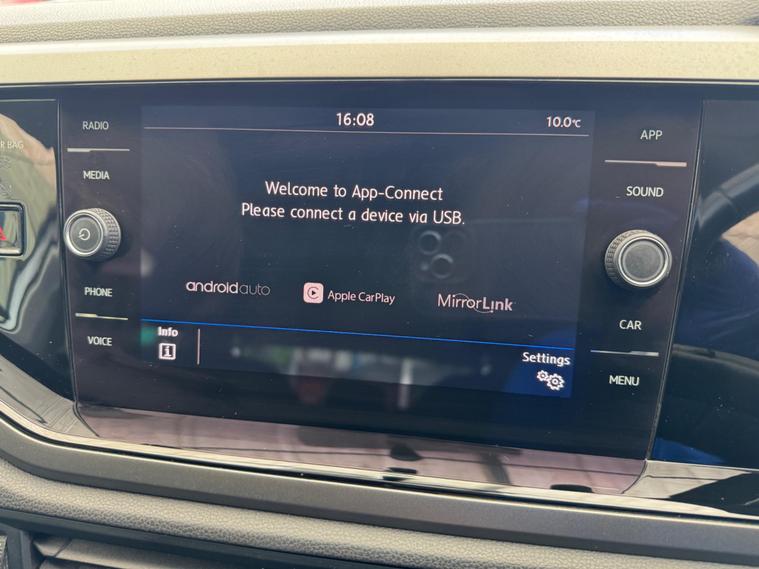 16:08
10.0°C
RADIO
MEDIA
PHONE
VOICE
Welcome to App-Connect
Please connect a device via USB.
androidauto
Apple CarPlay
MirrorLink
Info
Settings
APP
SOUND
CAR
MENU
BAG